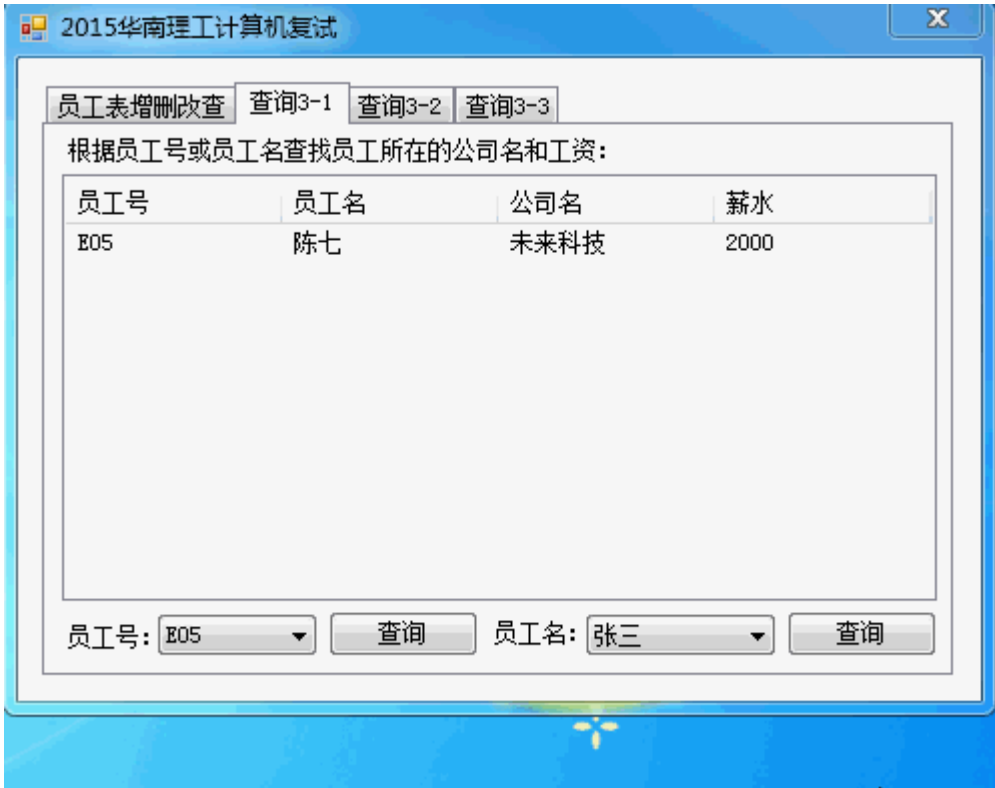 2015华南理工计算机复试
员工表增删改查 查询3-1 查询3-2 查询3-3
根据员工号或员工名查找员工所在的公司名和工资:
员工号 员工名 公司名 薪水
E05 陈七 未来科技 2000
员工号: E05 查询 员工名: 张三 查询